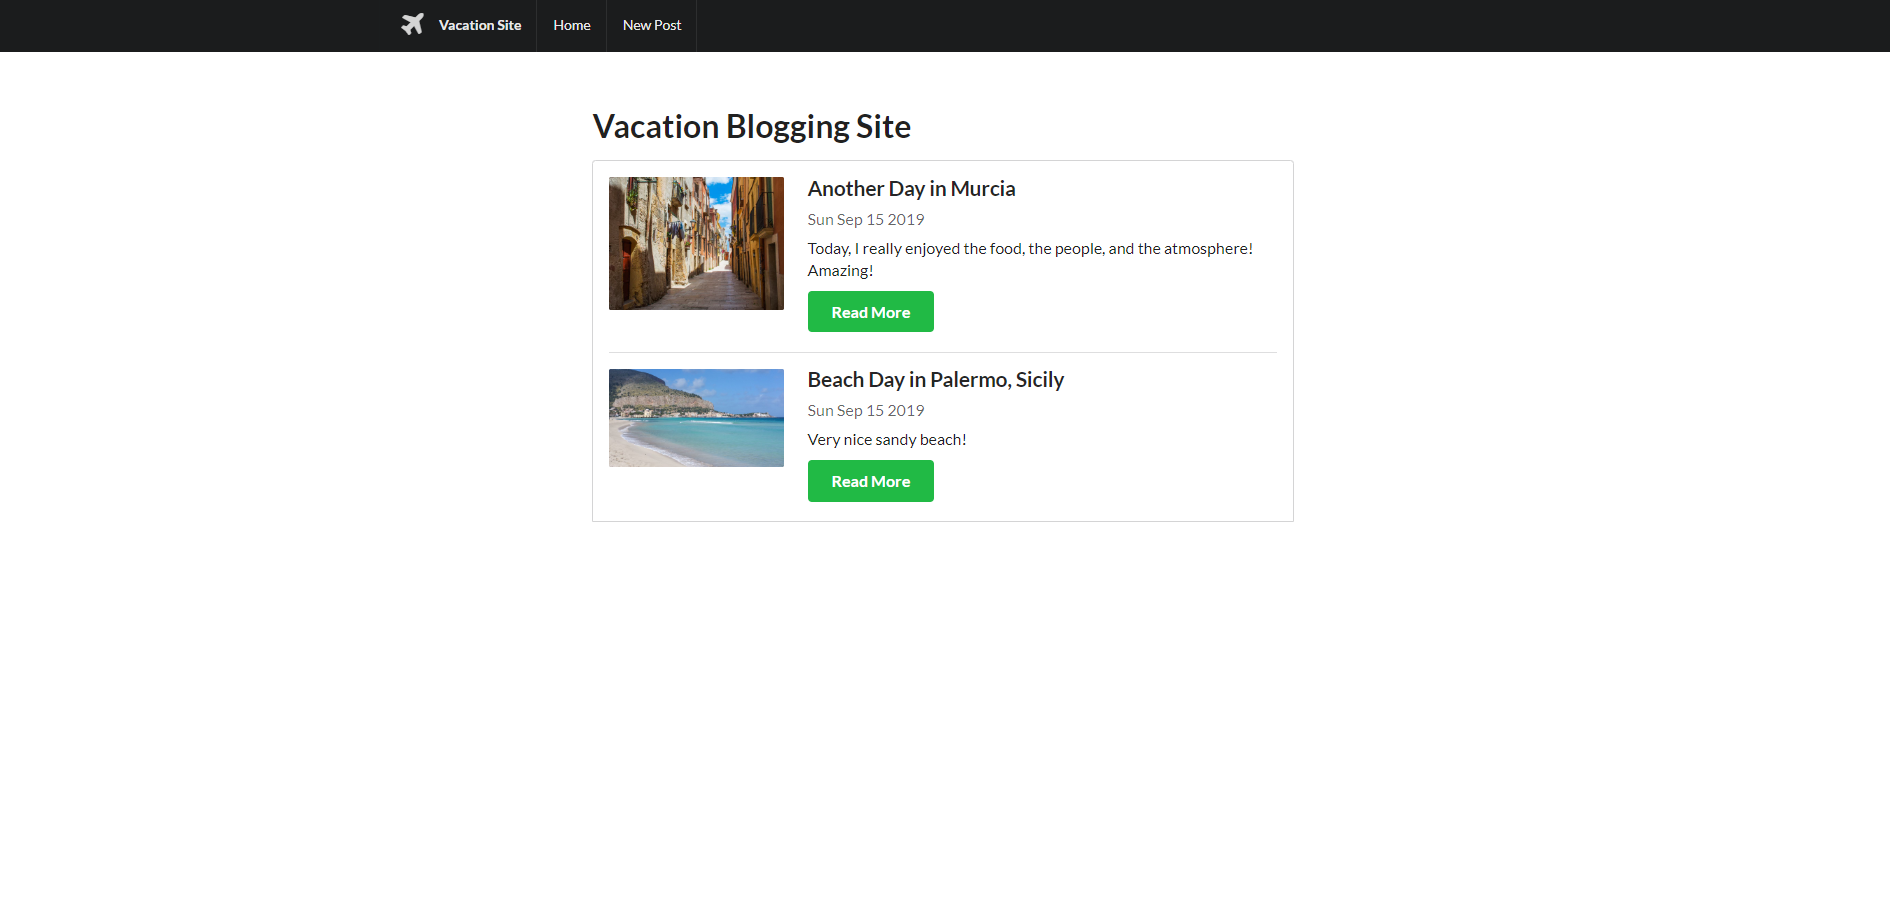 Vacation Site
Home
New Post
Vacation Blogging Site
Another Day in Murcia
Sun Sep 15 2019
Today, I really enjoyed the food, the people, and the atmosphere!
Amazing!
Read More
Beach Day in Palermo, Sicily
Sun Sep 15 2019
Very nice sandy beach!
Read More